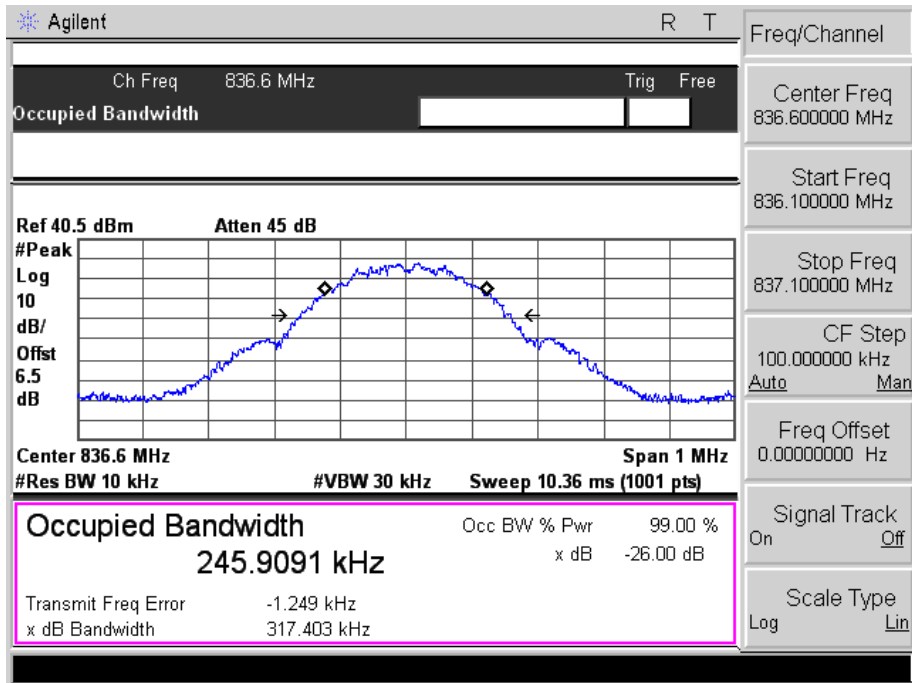 Agilent R T
Ch Freq 836.6 MHz Trig Free
Occupied Bandwidth
Ref 40.5 dBm Atten 45 dB
#Peak
Log
10
dB/
Offst
6.5
dB
Center 836.6 MHz Span 1 MHz
#Res BW 10 kHz #VBW 30 kHz Sweep 10.36 ms (1001 pts)
Occupied Bandwidth
245.9091 kHz
Occ BW % Pwr 99.00 %
x dB -26.00 dB
Transmit Freq Error -1.249 kHz
x dB Bandwidth 317.403 kHz
Freq/Channel
Center Freq
836.600000 MHz
Start Freq
836.100000 MHz
Stop Freq
837.100000 MHz
CF Step
100.000000 kHz
Auto Man
Freq Offset
0.00000000 Hz
Signal Track
On Off
Scale Type
Log Lin